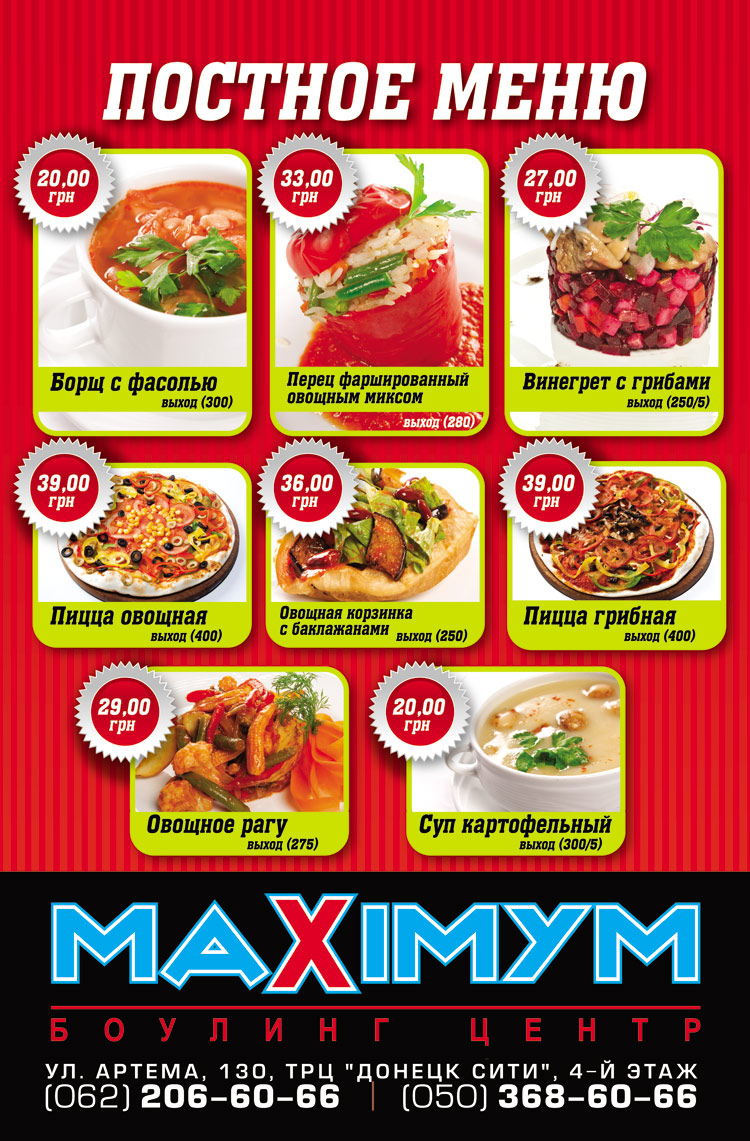 ПОСТНОЕ МЕНЮ
20,00
грн
Борщ с фасолью
выход (300)
33,00
грн
Перец фаршированный
овощным миксом
выход (280)
27,00
грн
Винегрет с грибами
выход (250/5)
39,00
грн
Пицца овощная
выход (400)
36,00
грн
Овощная корзинка
с баклажанами выход (250)
39,00
грн
Пицца грибная
выход (400)
29,00
грн
Овощное рагу
выход (275)
20,00
грн
Суп картофельный
выход (300/5)
МАXIМУМ
БОУЛИНГ ЦЕНТР
УЛ. АРТЕМА, 130, ТРЦ "ДОНЕЦК СИТИ", 4-Й ЭТАЖ
(062) 206-60-66 | (050) 368-60-66